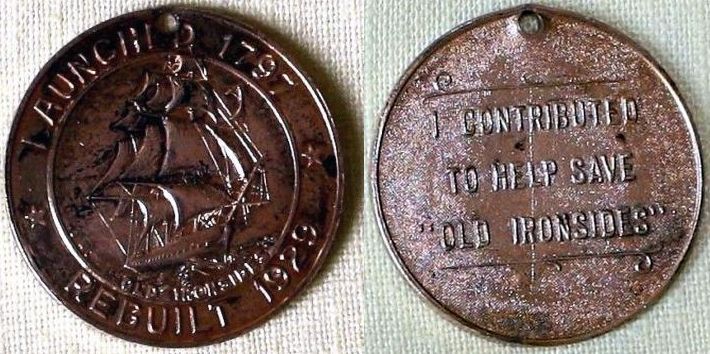 LAUNCHED 1797
OLD IRONSIDES
REBUILT 1929
I CONTRIBUTED
TO HELP SAVE
"OLD IRONSIDES"